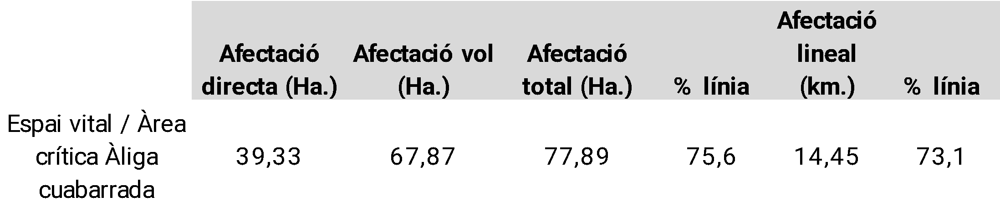 Afectació
Afectació Afectació vol Afectació lineal
directa (Ha.) (Ha.) total (Ha.) % línia (km.) % línia
Espai vital / Àrea
crítica Àliga 39,33 67,87 77,89 75,6 14,45 73,1
cuabarrada